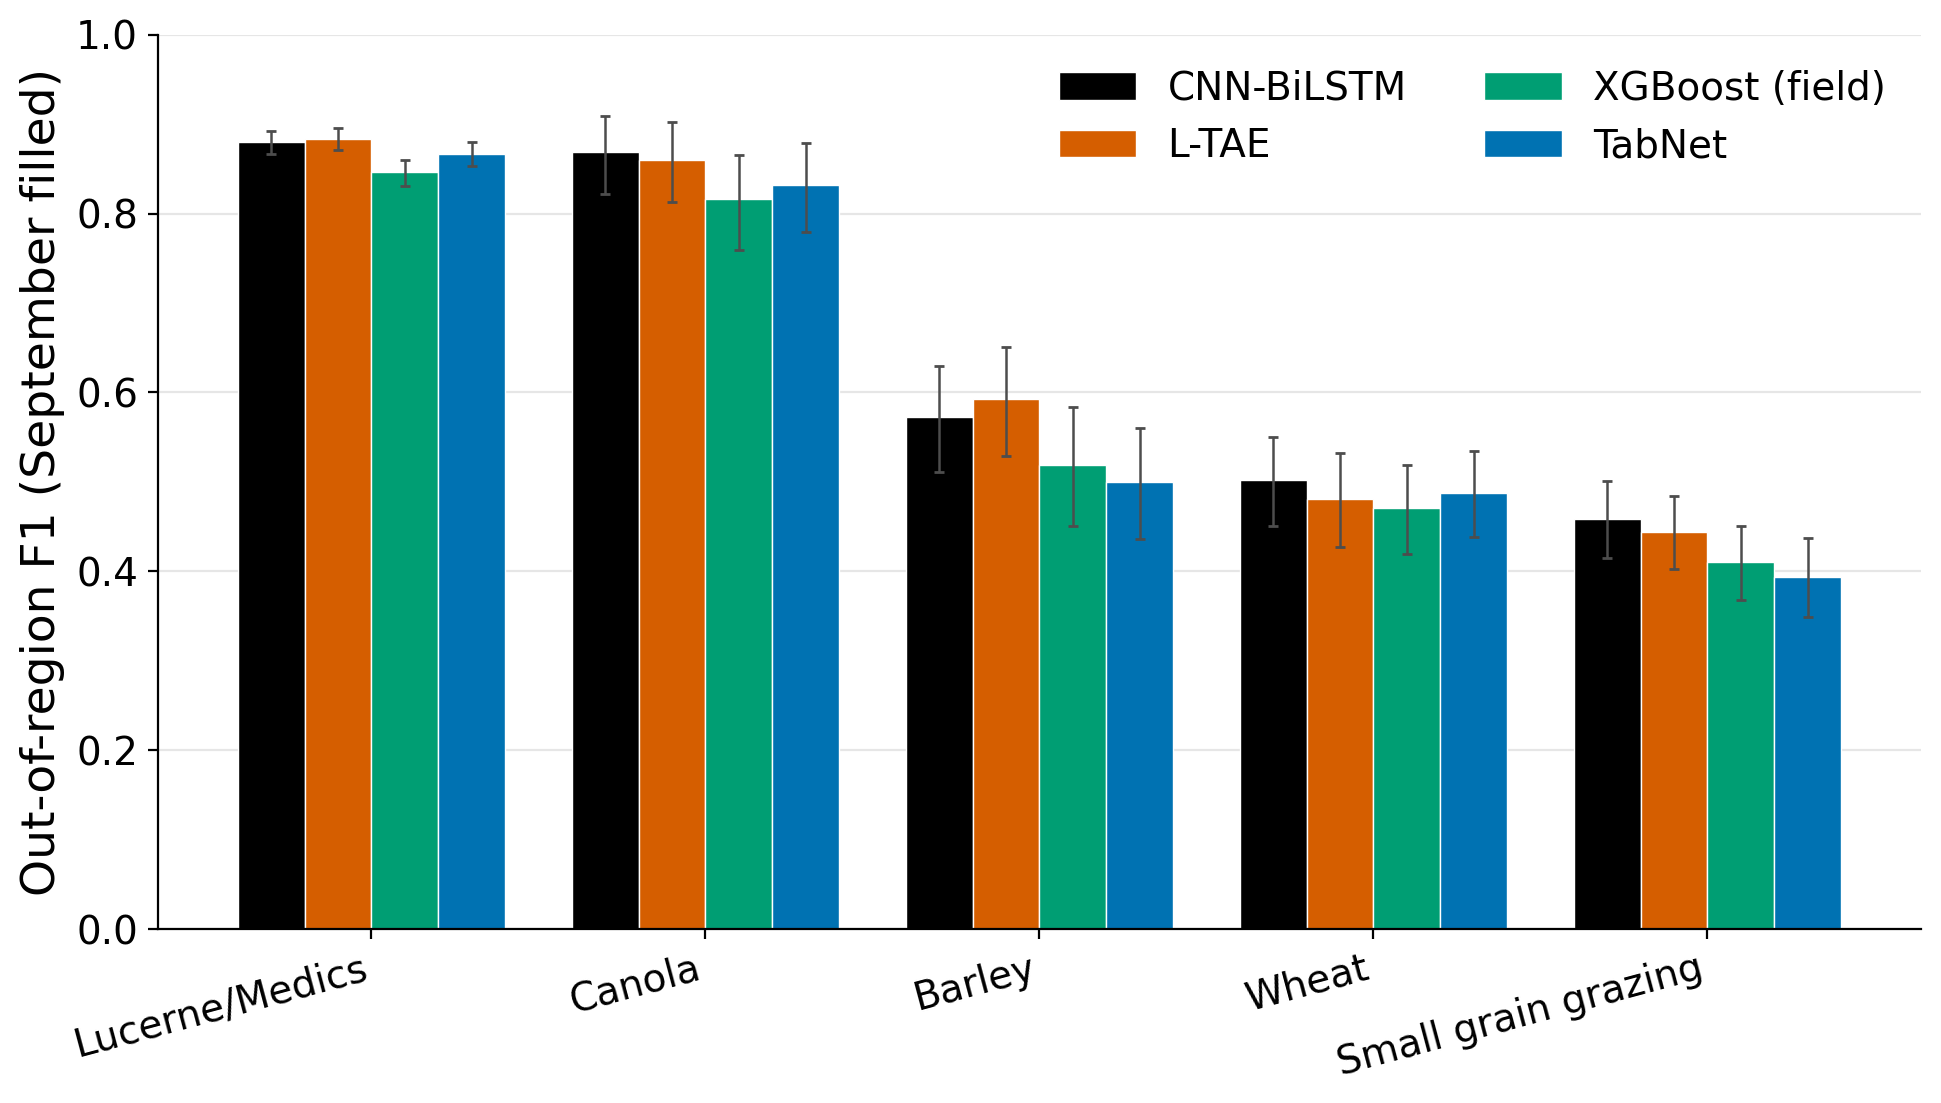 Out-of-region F1 (September filled)
1.0
0.8
0.6
0.4
0.2
0.0
CNN-BiLSTM
L-TAE
XGBoost (field)
TabNet
Lucerne/Medics
Canola
Barley
Wheat
Small grain grazing